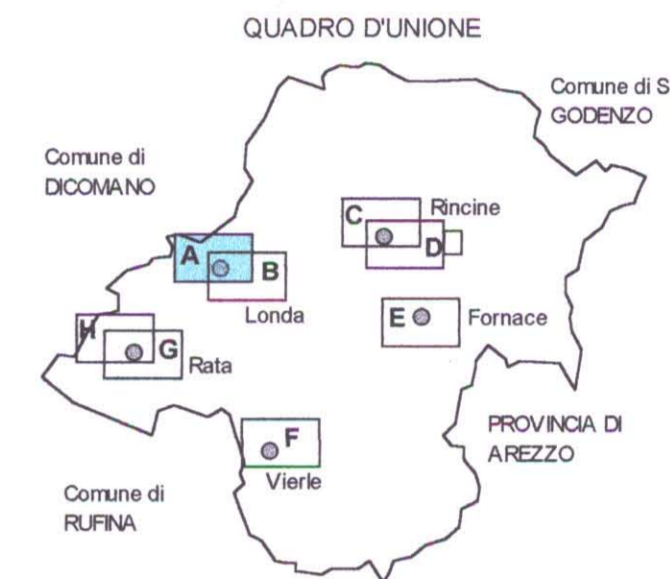 QUADRO D'UNIONE
Comune di S
GODENZO
Comune di
DICOMANO
C
Rincine
A
D
B
Londa
E
Fornace
H
G
Rata
PROVINCIA DI
AREZZO
F
Vierle
Comune di
RUFINA